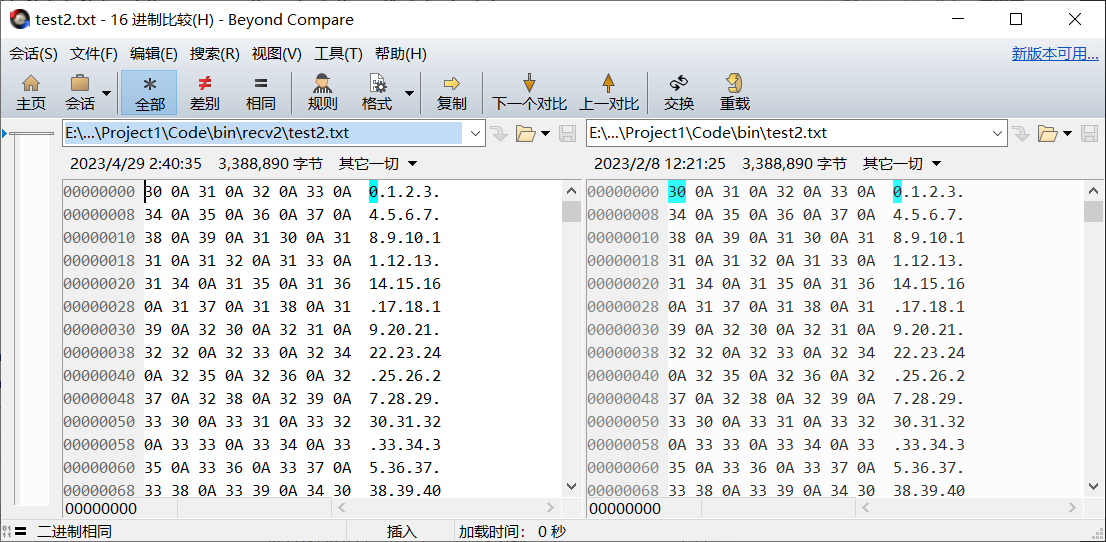 test2.txt - 16 进制比较(H) - Beyond Compare
会话(S) 文件(F) 编辑(E) 搜索(R) 视图(V) 工具(T) 帮助(H) 新版本可用...
主页 会话 全部 差别 相同 规则 格式 复制 下一个对比 上一对比 交换 重载
E:\...\Project1\Code\bin\recv2\test2.txt E:\...\Project1\Code\bin\test2.txt
2023/4/29 2:40:35 3,388,890 字节 其它一切 2023/2/8 12:21:25 3,388,890 字节 其它一切
00000000 30 0A 31 0A 32 0A 33 0A 0.1.2.3. 00000000 30 0A 31 0A 32 0A 33 0A 0.1.2.3.
00000008 34 0A 35 0A 36 0A 37 0A 4.5.6.7. 00000008 34 0A 35 0A 36 0A 37 0A 4.5.6.7.
00000010 38 0A 39 0A 31 30 0A 31 8.9.10.1 00000010 38 0A 39 0A 31 30 0A 31 8.9.10.1
00000018 31 0A 31 32 0A 31 33 0A 1.12.13. 00000018 31 0A 31 32 0A 31 33 0A 1.12.13.
00000020 31 34 0A 31 35 0A 31 36 14.15.16 00000020 31 34 0A 31 35 0A 31 36 14.15.16
00000028 0A 31 37 0A 31 38 0A 31 .17.18.1 00000028 0A 31 37 0A 31 38 0A 31 .17.18.1
00000030 39 0A 32 30 0A 32 31 0A 9.20.21. 00000030 39 0A 32 30 0A 32 31 0A 9.20.21.
00000038 32 32 0A 32 33 0A 32 34 22.23.24 00000038 32 32 0A 32 33 0A 32 34 22.23.24
00000040 0A 32 35 0A 32 36 0A 32 .25.26.2 00000040 0A 32 35 0A 32 36 0A 32 .25.26.2
00000048 37 0A 32 38 0A 32 39 0A 7.28.29. 00000048 37 0A 32 38 0A 32 39 0A 7.28.29.
00000050 33 30 0A 33 31 0A 33 32 30.31.32 00000050 33 30 0A 33 31 0A 33 32 30.31.32
00000058 0A 33 33 0A 33 34 0A 33 .33.34.3 00000058 0A 33 33 0A 33 34 0A 33 .33.34.3
00000060 35 0A 33 36 0A 33 37 0A 5.36.37. 00000060 35 0A 33 36 0A 33 37 0A 5.36.37.
00000068 33 38 0A 33 39 0A 34 30 38.39.40 00000068 33 38 0A 33 39 0A 34 30 38.39.40
00000000 00000000
二进制相同 插入 加载时间： 0 秒